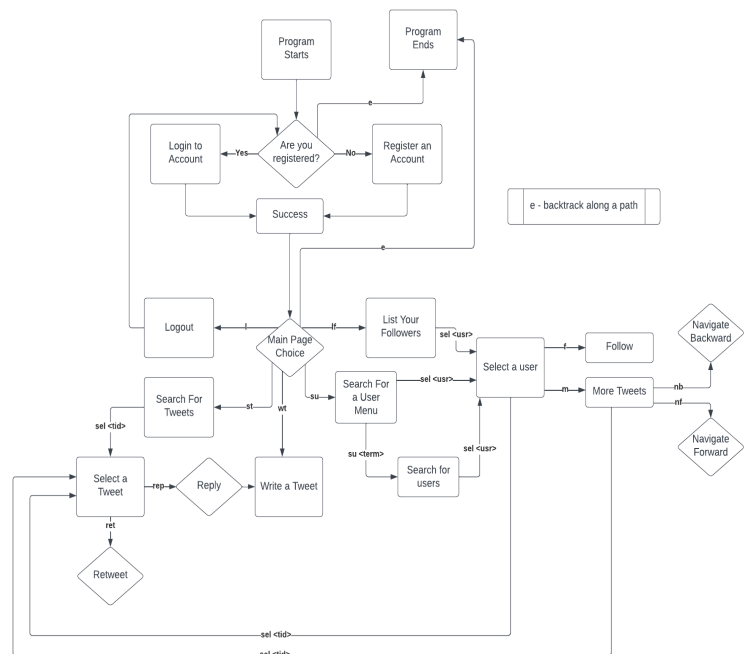 Program
Starts
Program
Ends
e
Login to
Account
Yes
Are you
registered?
No
Register an
Account
Success
e - backtrack along a path
e
Logout
l
Main Page
Choice
lf
List Your
Followers
sel <usr>
Select a user
f
Follow
Navigate
Backward
m
More Tweets
nb
nf
Navigate
Forward
Search For
Tweets
st
wt
su
Search For
a User
Menu
sel <usr>
sel <tid>
su <term>
sel <usr>
Select a
Tweet
rep
Reply
Write a Tweet
Search for
users
ret
Retweet
sel <tid>
sel <tid>